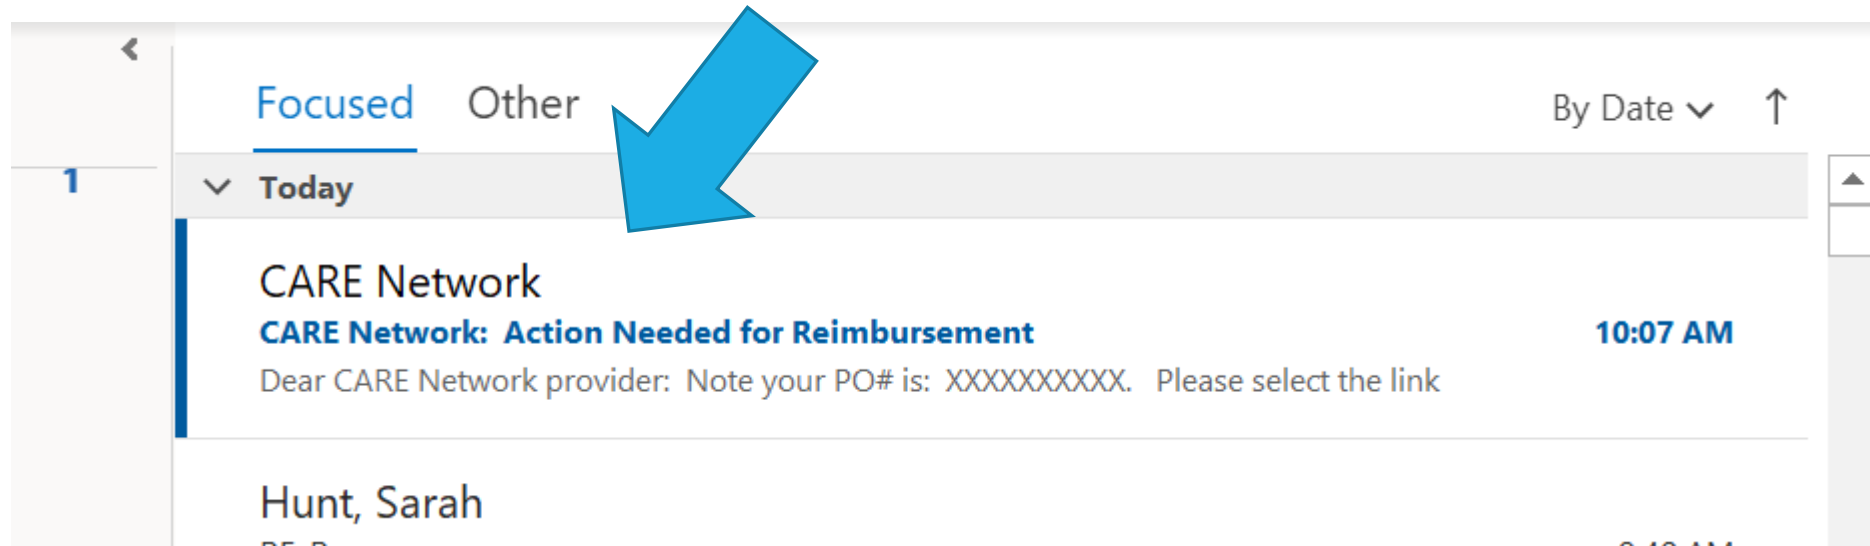 Focused Other By Date
1
Today
CARE Network
CARE Network: Action Needed for Reimbursement 10:07 AM
Dear CARE Network provider: Note your PO# is: XXXXXXXXXX. Please select the link
Hunt, Sarah